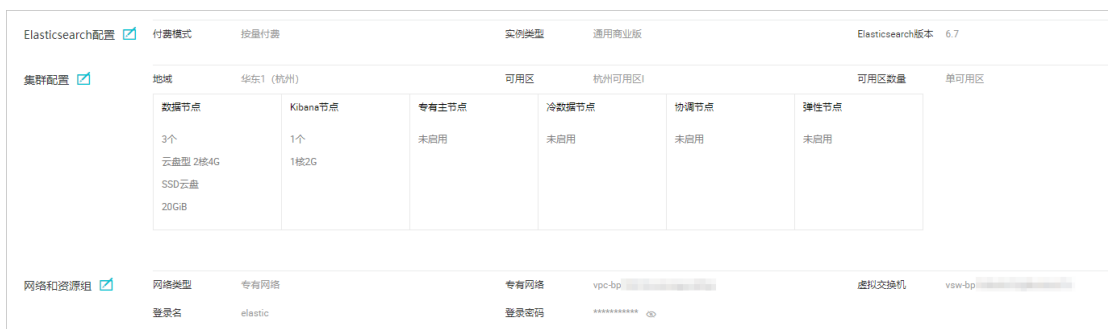 Elasticsearch配置 付费模式 按量付费 实例类型 通用商业版 Elasticsearch版本 6.7
集群配置 地域 华东1 (杭州) 可用区 杭州可用区I 可用区数量 单可用区
数据节点 Kibana节点 专有主节点 冷数据节点 协调节点 弹性节点
3个 1个 未启用 未启用 未启用 未启用
云盘型 2核4G 1核2G
SSD云盘
20GiB
网络和资源组 网络类型 专有网络 专有网络 vpc-bp 虚拟交换机 vsw-bp
登录名 elastic 登录密码 ***********